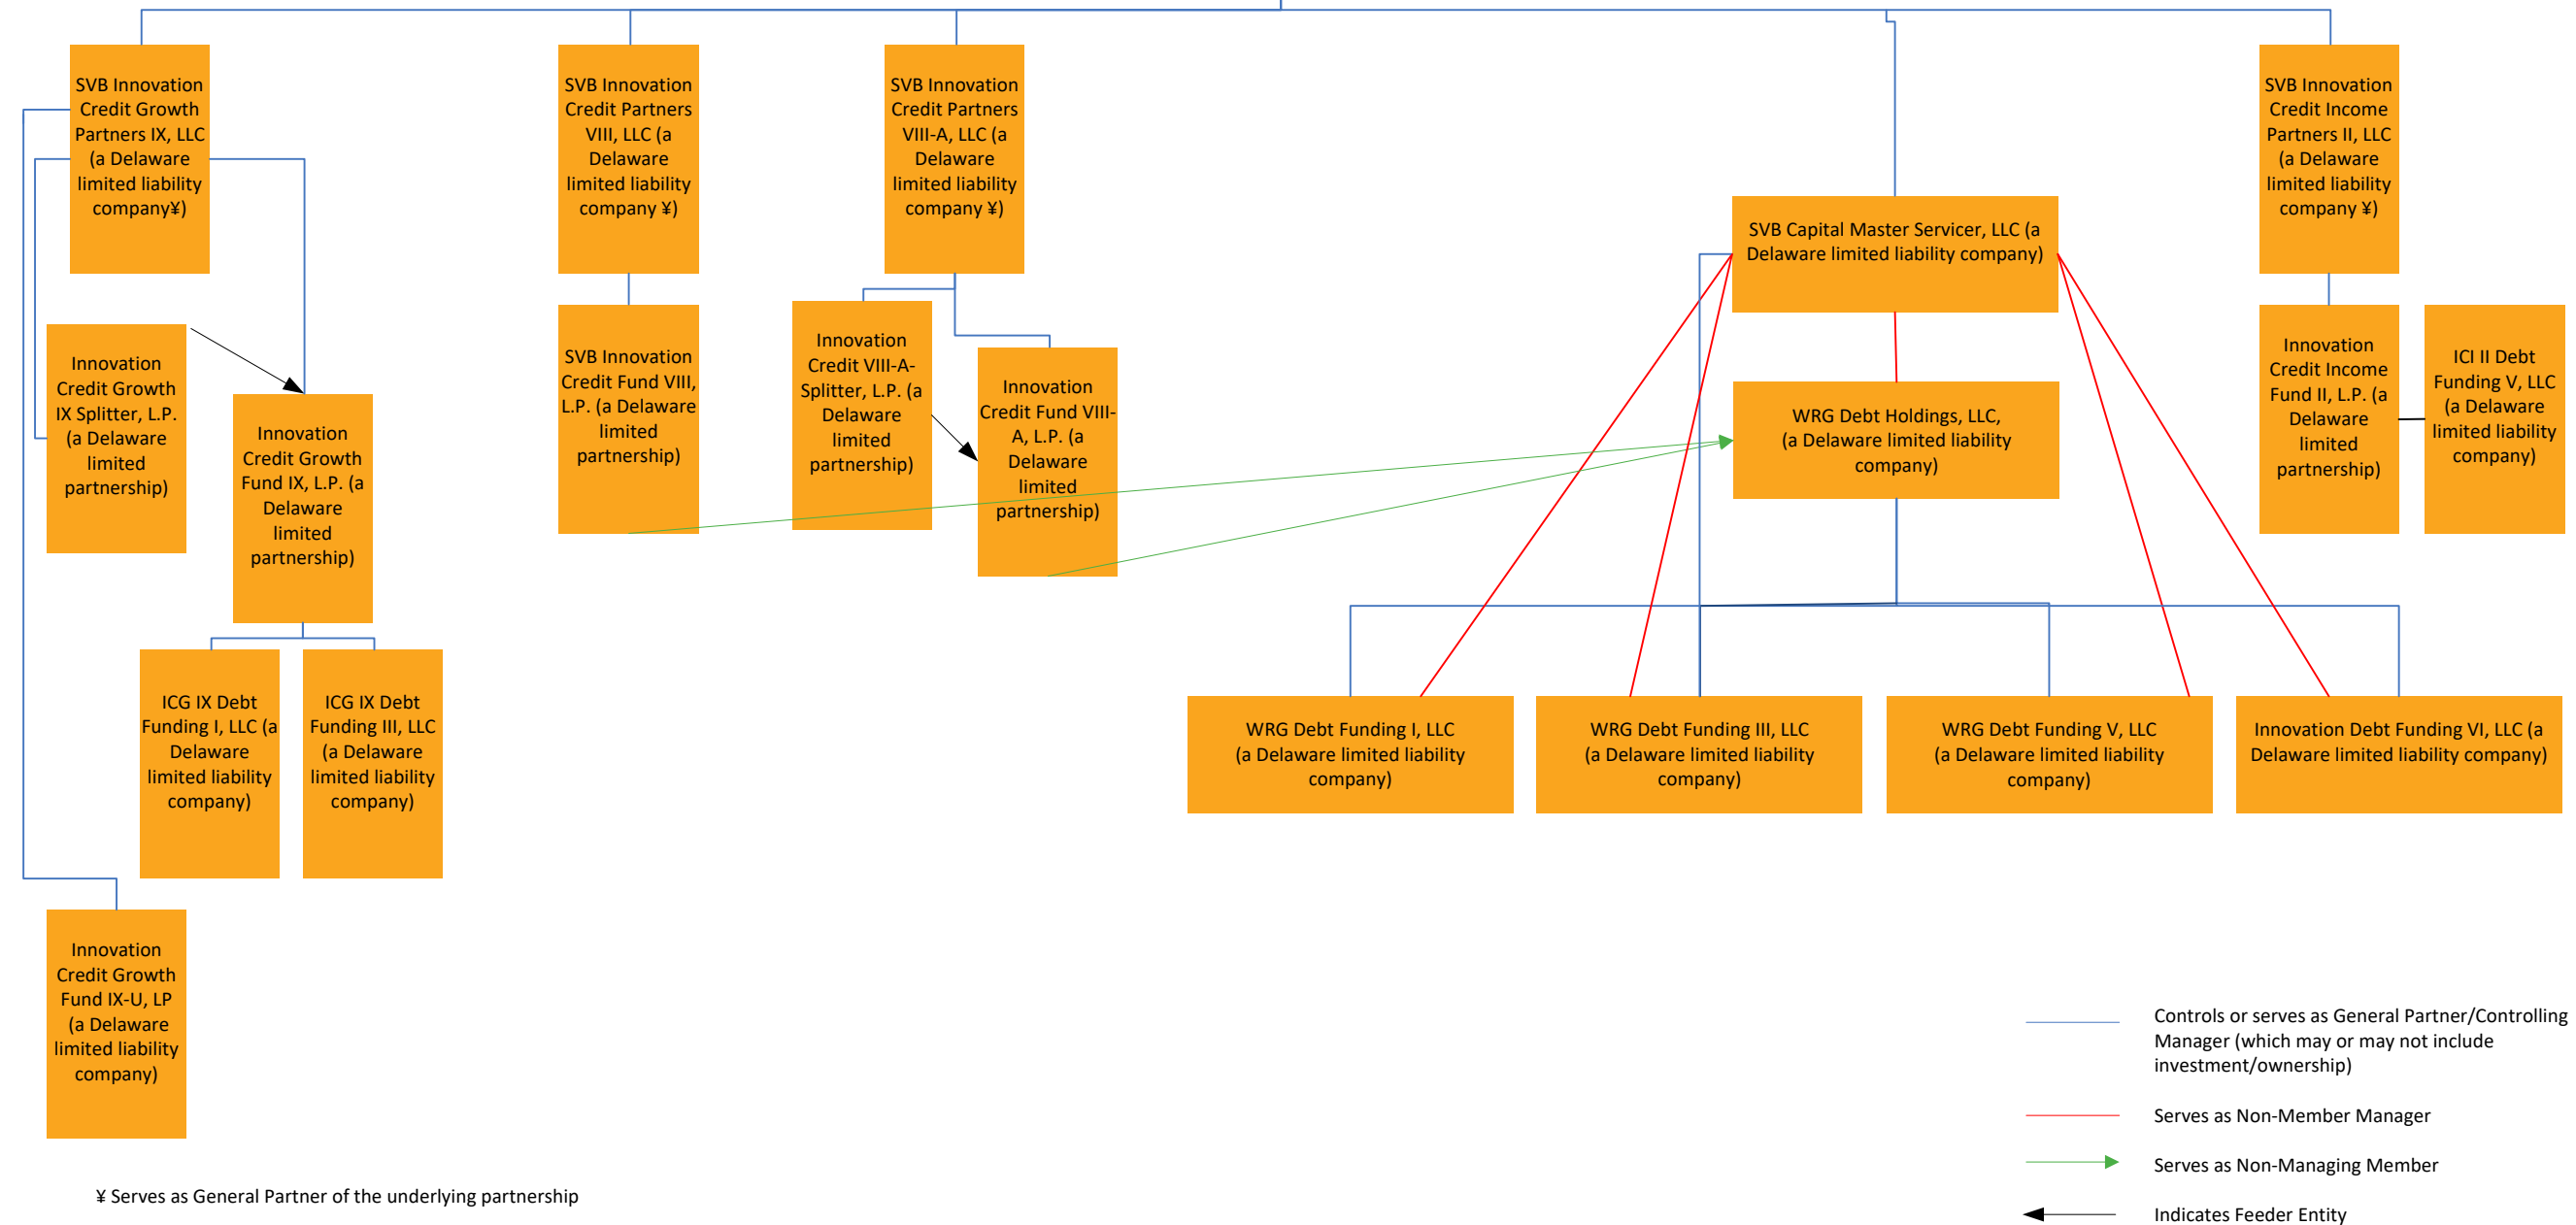 SVB Innovation
Credit Growth
Partners IX, LLC
(a Delaware
limited liability
company¥)
SVB Innovation
Credit Partners
VIII, LLC (a
Delaware
limited liability
company ¥)
SVB Innovation
Credit Partners
VIII-A, LLC (a
Delaware
limited liability
company ¥)
SVB Innovation
Credit Income
Partners II, LLC
(a Delaware
limited liability
company ¥)
SVB Capital Master Servicer, LLC (a
Delaware limited liability company)
Innovation
Credit Growth
IX Splitter, L.P.
(a Delaware
limited
partnership)
Innovation
Credit Growth
Fund IX, L.P. (a
Delaware
limited
partnership)
SVB Innovation
Credit Fund VIII,
L.P. (a Delaware
limited
partnership)
Innovation
Credit VIII-A-
Splitter, L.P. (a
Delaware
limited
partnership)
Innovation
Credit Fund VIII-
A, L.P. (a
Delaware
limited
partnership)
WRG Debt Holdings, LLC,
(a Delaware limited liability
company)
Innovation
Credit Income
Fund II, L.P. (a
Delaware
limited
partnership)
ICI II Debt
Funding V, LLC
(a Delaware
limited liability
company)
ICG IX Debt
Funding I, LLC (a
Delaware
limited liability
company)
ICG IX Debt
Funding III, LLC
(a Delaware
limited liability
company)
WRG Debt Funding I, LLC
(a Delaware limited liability
company)
WRG Debt Funding III, LLC
(a Delaware limited liability
company)
WRG Debt Funding V, LLC
(a Delaware limited liability
company)
Innovation Debt Funding VI, LLC (a
Delaware limited liability company)
Innovation
Credit Growth
Fund IX-U, LP
(a Delaware
limited liability
company)
Controls or serves as General Partner/Controlling
Manager (which may or may not include
investment/ownership)
Serves as Non-Member Manager
Serves as Non-Managing Member
Indicates Feeder Entity
¥ Serves as General Partner of the underlying partnership